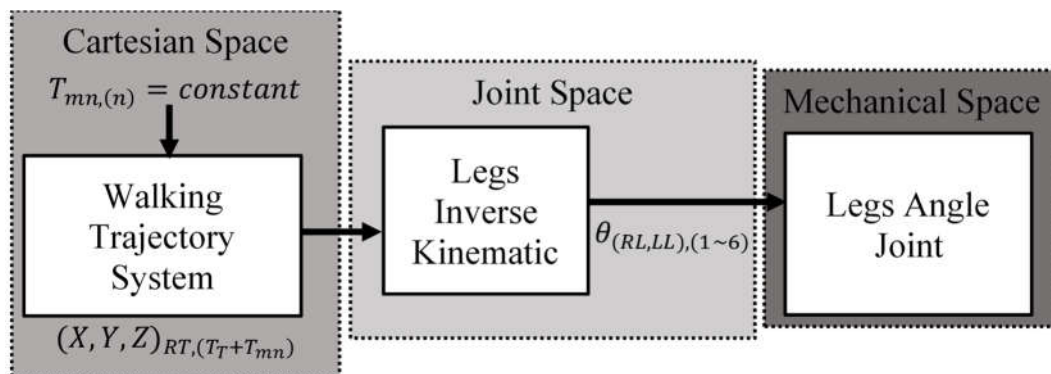 Cartesian Space
T_{mn,(n)} = constant
Walking
Trajectory
System
(X, Y, Z)_{RT,(T_T+T_{mn})}
Joint Space
Legs
Inverse
Kinematic
θ_{(RL,LL),(1~6)}
Mechanical Space
Legs Angle
Joint